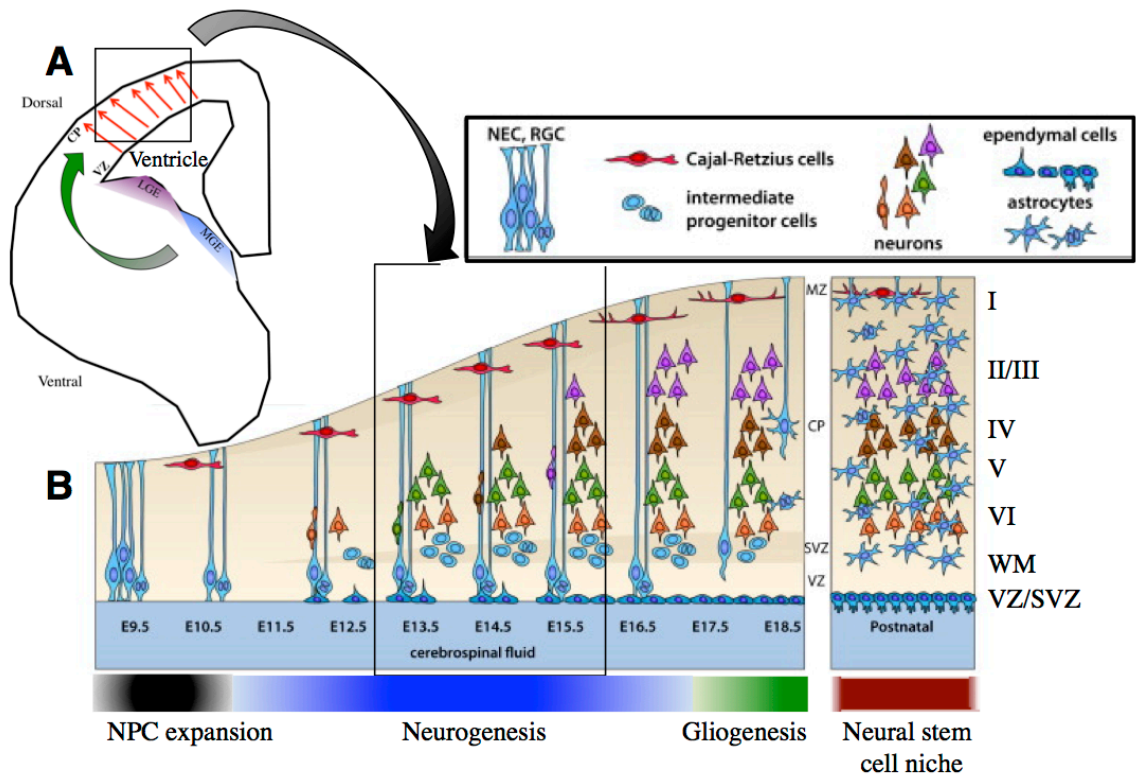 A
Dorsal
CP
VZ
Ventricle
LGE
MGE
Ventral
NEC, RGC
Cajal-Retzius cells
intermediate
progenitor cells
neurons
ependymal cells
astrocytes
B
MZ
CP
SVZ
VZ
I
II/III
IV
V
VI
WM
VZ/SVZ
E9.5 E10.5 E11.5 E12.5 E13.5 E14.5 E15.5 E16.5 E17.5 E18.5 Postnatal
cerebrospinal fluid
NPC expansion Neurogenesis Gliogenesis Neural stem
cell niche